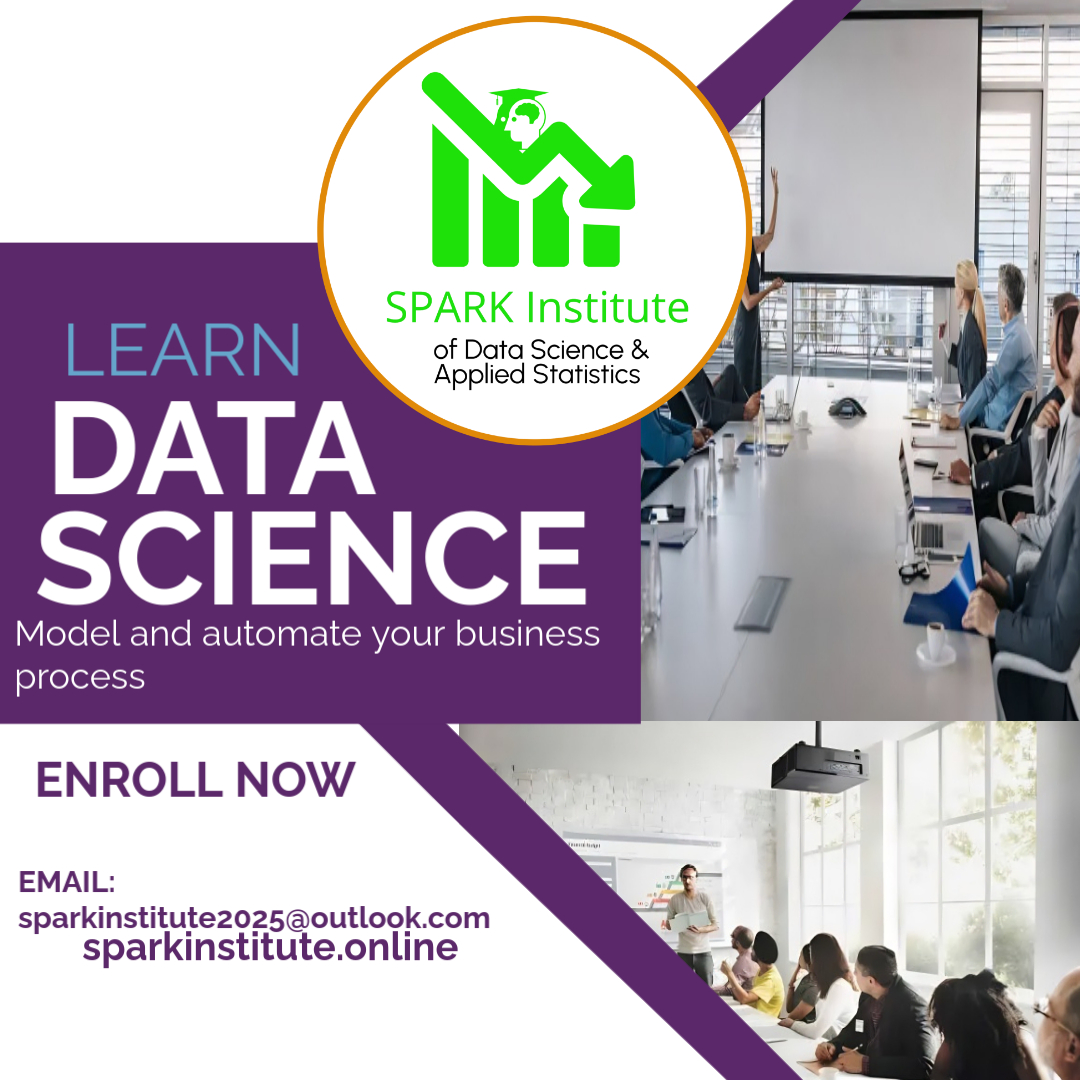 SPARK Institute
of Data Science &
Applied Statistics
LEARN
DATA
SCIENCE
Model and automate your business
process
ENROLL NOW
EMAIL:
sparkinstitute2025@outlook.com
sparkinstitute.online